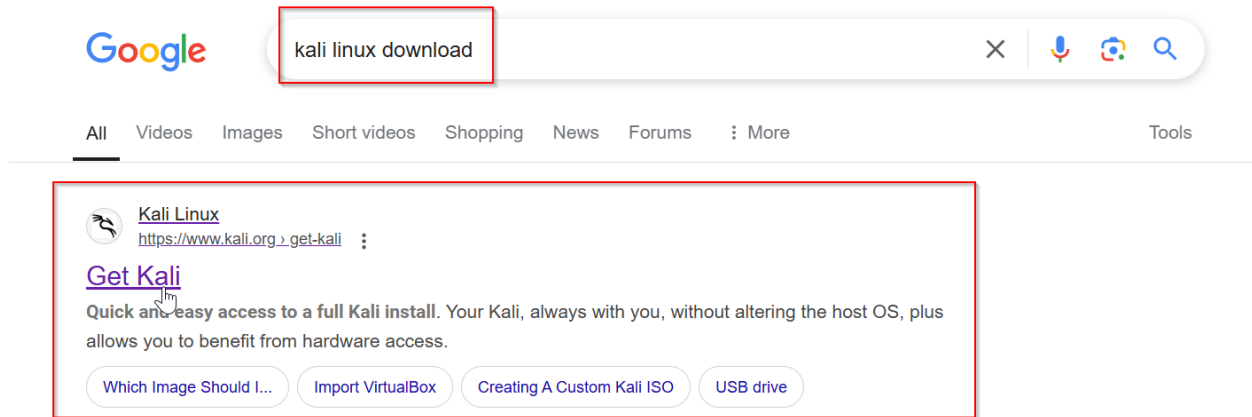 Google
kali linux download
All Videos Images Short videos Shopping News Forums More Tools
Kali Linux
https://www.kali.org › get-kali
Get Kali
Quick and easy access to a full Kali install. Your Kali, always with you, without altering the host OS, plus
allows you to benefit from hardware access.
Which Image Should I... Import VirtualBox Creating A Custom Kali ISO USB drive